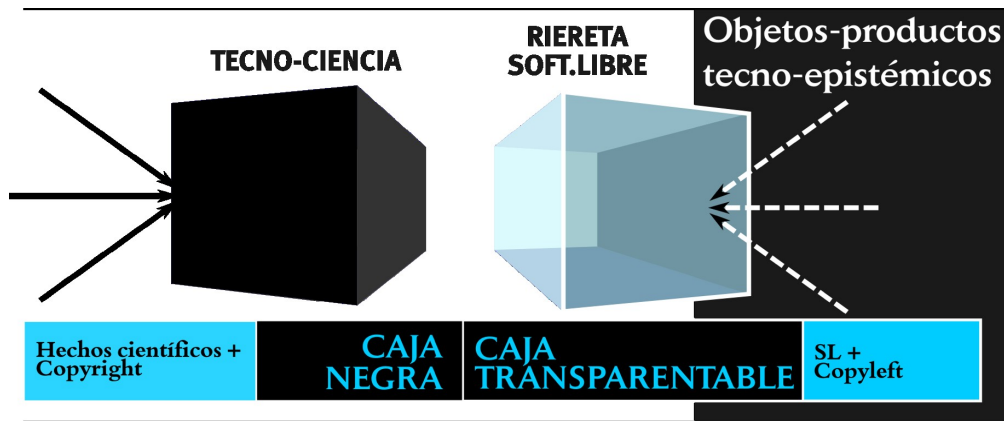 TECNO-CIENCIA
RIERETA
SOFT.LIBRE
Objetos-productos
tecno-epistémicos
Hechos científicos +
Copyright
CAJA
NEGRA
CAJA
TRANSPARENTABLE
SL +
Copyleft